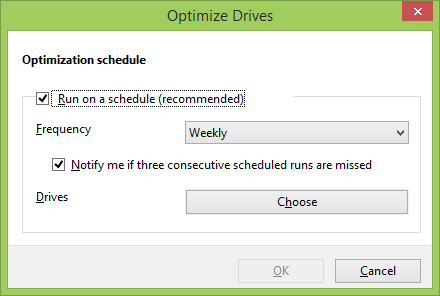 Optimize Drives
Optimization schedule
Run on a schedule (recommended)
Frequency
Weekly
Notify me if three consecutive scheduled runs are missed
Drives
Choose
OK
Cancel